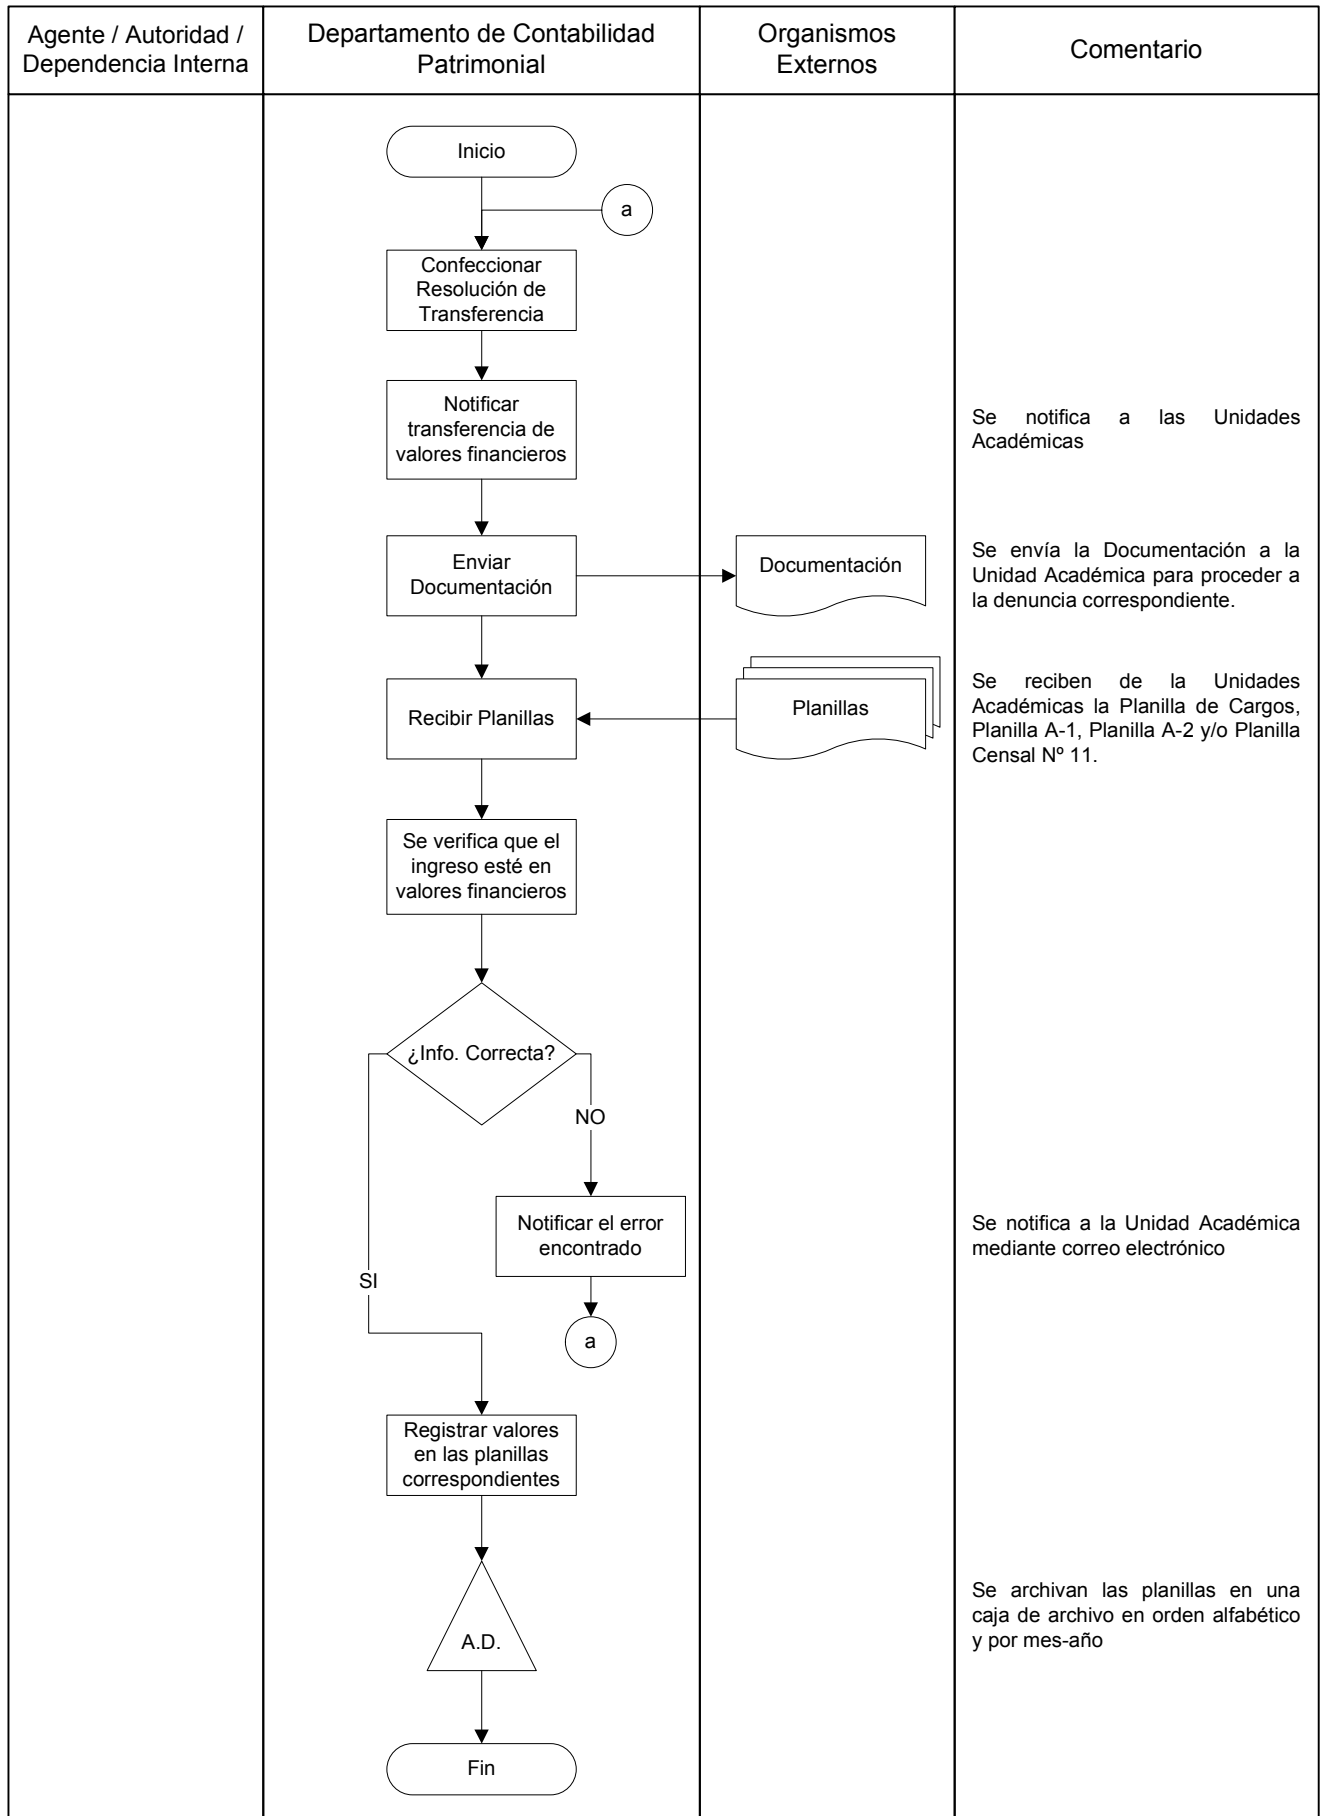 Agente / Autoridad /
Dependencia Interna
Departamento de Contabilidad
Patrimonial
Organismos
Externos
Comentario
Inicio
a
Confeccionar
Resolución de
Transferencia
Notificar
transferencia de
valores financieros
Se notifica a las Unidades
Académicas
Enviar
Documentación
Documentación
Se envía la Documentación a la
Unidad Académica para proceder a
la denuncia correspondiente.
Recibir Planillas
Planillas
Se reciben de la Unidades
Académicas la Planilla de Cargos,
Planilla A-1, Planilla A-2 y/o Planilla
Censal Nº 11.
Se verifica que el
ingreso esté en
valores financieros
¿Info. Correcta?
NO
Notificar el error
encontrado
Se notifica a la Unidad Académica
mediante correo electrónico
SI
a
Registrar valores
en las planillas
correspondientes
A.D.
Se archivan las planillas en una
caja de archivo en orden alfabético
y por mes-año
Fin